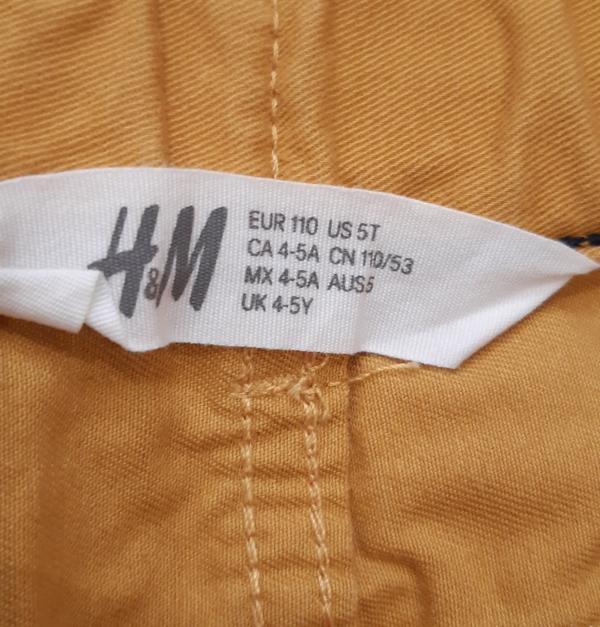 H&M
EUR 110 US 5T
CA 4-5A CN 110/53
MX 4-5A AUS5
UK 4-5Y